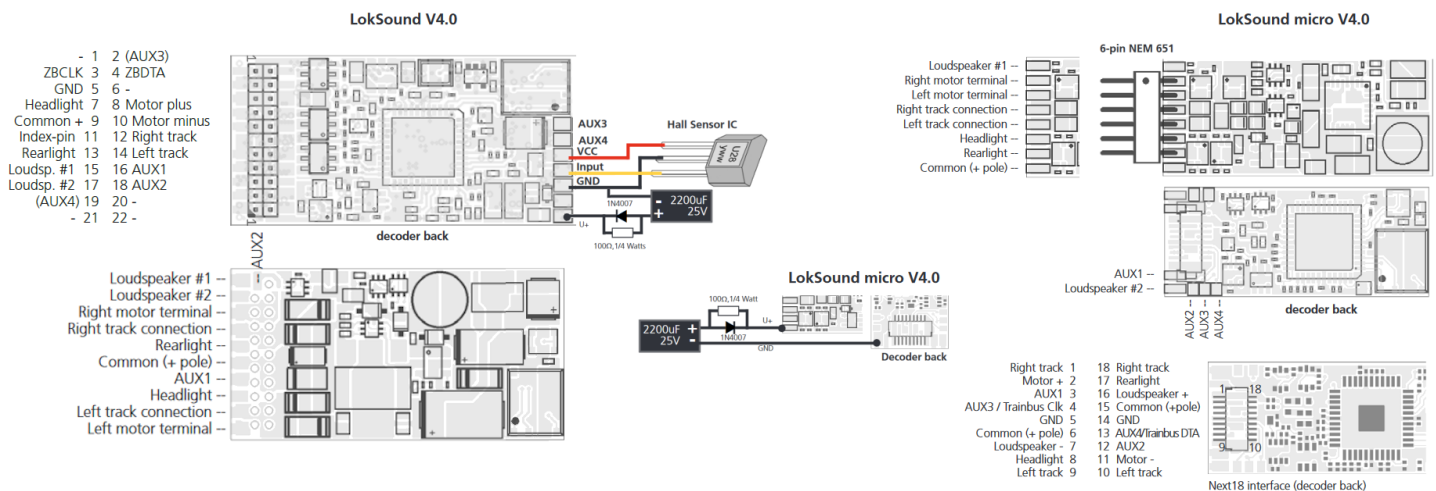 LokSound V4.0
- 1 2 (AUX3)
ZBCLK 3 4 ZBDTA
GND 5 6 -
Headlight 7 8 Motor plus
Common + 9 10 Motor minus
Index-pin 11 12 Right track
Rearlight 13 14 Left track
Loudsp. #1 15 16 AUX1
Loudsp. #2 17 18 AUX2
(AUX4) 19 20 -
- 21 22 -
AUX3
AUX4
VCC
Input
GND
U+
Hall Sensor IC
U28
yww
- 2200uF
+ 25V
1N4007
100Ω,1/4 Watts
decoder back
AUX2
Loudspeaker #1 --
Loudspeaker #2 --
Right motor terminal --
Right track connection --
Rearlight --
Common (+ pole) --
AUX1 --
Headlight --
Left track connection --
Left motor terminal --
LokSound micro V4.0
100Ω,1/4 Watt
U+
2200uF +
25V -
1N4007
GND
Decoder back
LokSound micro V4.0
6-pin NEM 651
Loudspeaker #1 --
Right motor terminal --
Left motor terminal --
Right track connection --
Left track connection --
Headlight --
Rearlight --
Common (+ pole) --
AUX1 --
Loudspeaker #2 --
AUX2 --
AUX3 --
AUX4 --
decoder back
Right track 1 18 Right track
Motor + 2 17 Rearlight
AUX1 3 16 Loudspeaker +
AUX3 / Trainbus Clk 4 15 Common (+pole)
GND 5 14 GND
Common (+ pole) 6 13 AUX4/Trainbus DTA
Loudspeaker - 7 12 AUX2
Headlight 8 11 Motor -
Left track 9 10 Left track
1 18
9 10
Next18 interface (decoder back)